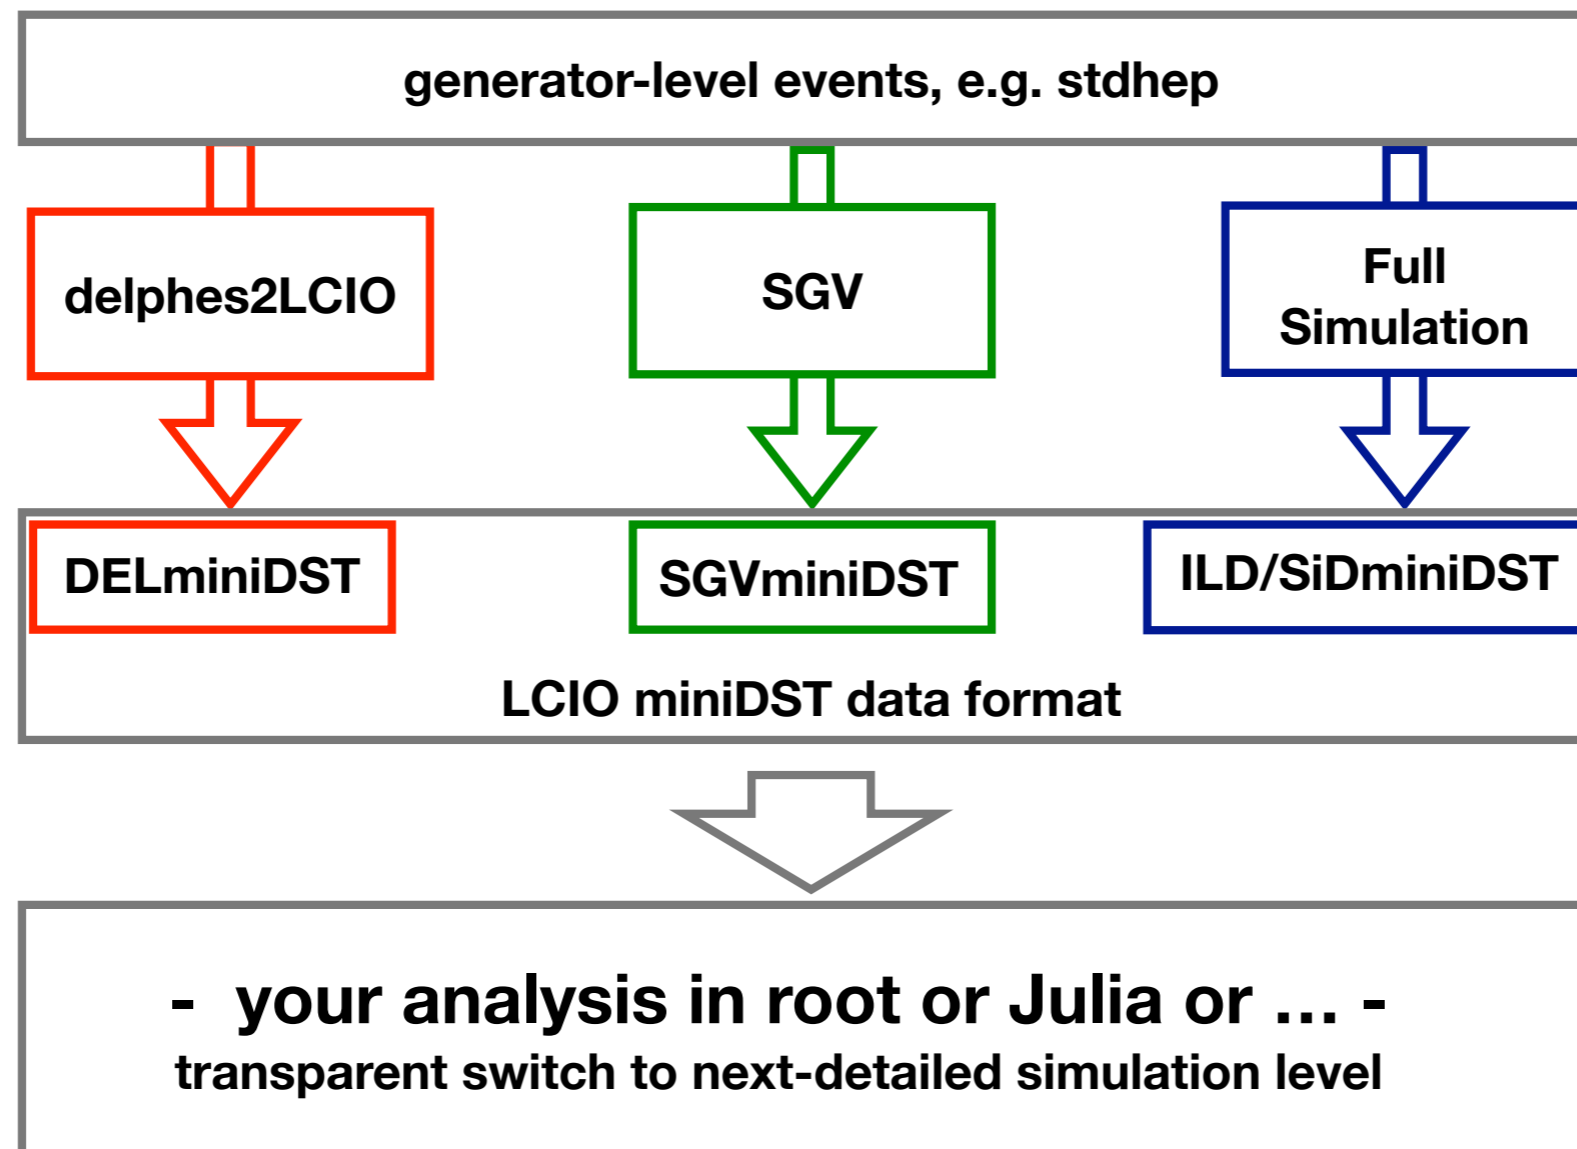 generator-level events, e.g. stdhep
delphes2LCIO
SGV
Full
Simulation
DELminiDST
SGVminiDST
ILD/SiDminiDST
LCIO miniDST data format
- your analysis in root or Julia or … -
transparent switch to next-detailed simulation level